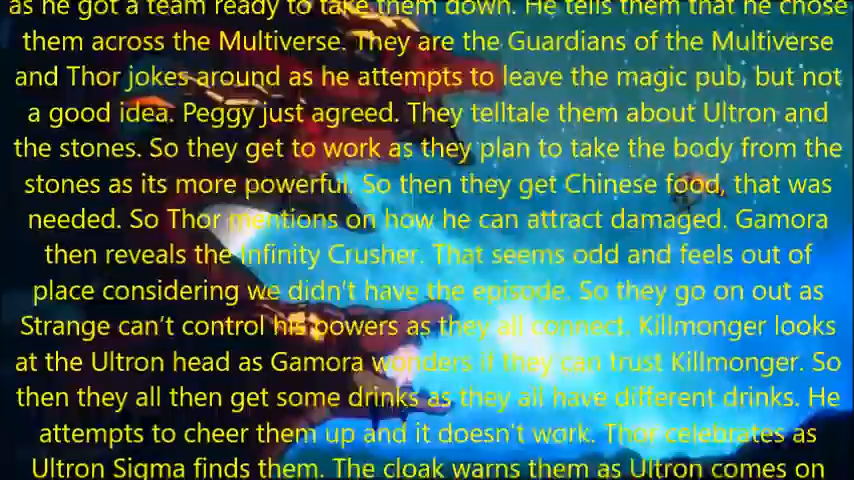 as he got a team ready to take them down. He tells them that he chose
them across the Multiverse. They are the Guardians of the Multiverse
and Thor jokes around as he attempts to leave the magic pub, but not
a good idea. Peggy just agreed. They telltale them about Ultron and
the stones. So they get to work as they plan to take the body from the
stones as its more powerful. So then they get Chinese food, that was
needed. So Thor mentions on how he can attract damaged. Gamora
then reveals the Infinity Crusher. That seems odd and feels out of
place considering we didn't have the episode. So they go on out as
Strange can't control his powers as they all connect. Killmonger looks
at the Ultron head as Gamora wonders if they can trust Killmonger. So
then they all then get some drinks as they all have different drinks. He
attempts to cheer them up and it doesn't work. Thor celebrates as
Ultron Sigma finds them. The cloak warns them as Ultron comes on